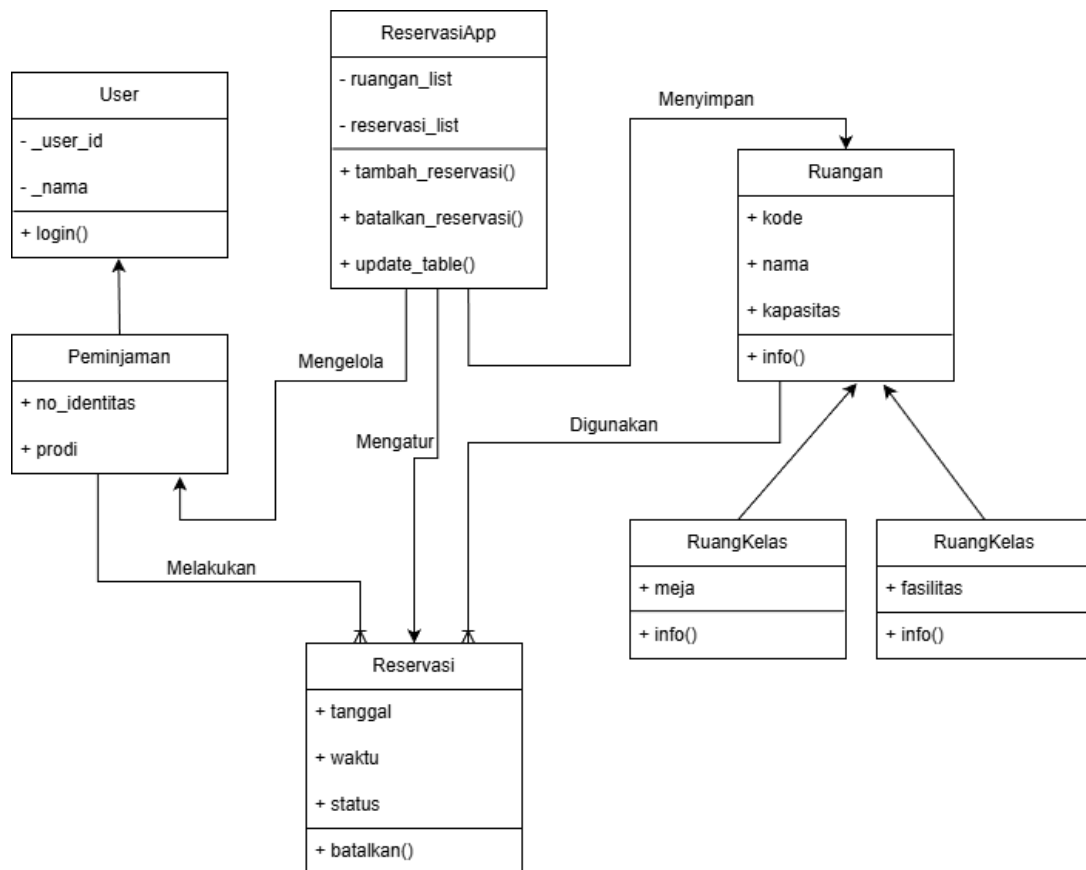 ReservasiApp
- ruangan_list
- reservasi_list
+ tambah_reservasi()
+ batalkan_reservasi()
+ update_table()
User
- _user_id
- _nama
+ login()
Menyimpan
Ruangan
+ kode
+ nama
+ kapasitas
+ info()
Peminjaman
+ no_identitas
+ prodi
Mengelola
Mengatur
Digunakan
Melakukan
RuangKelas
+ meja
+ info()
RuangKelas
+ fasilitas
+ info()
Reservasi
+ tanggal
+ waktu
+ status
+ batalkan()